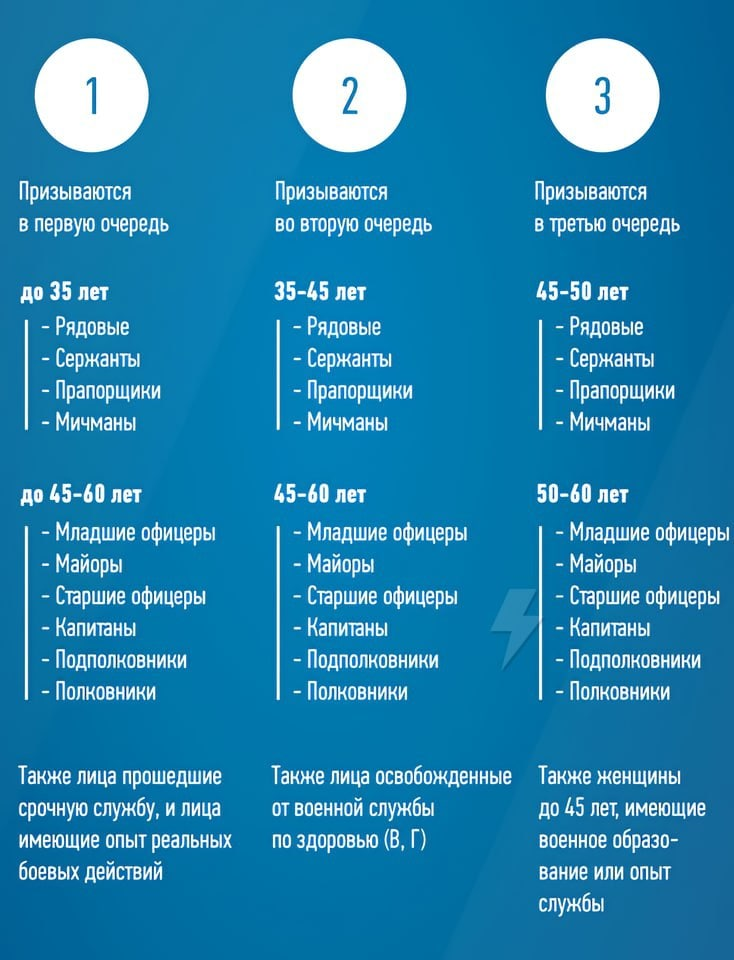 1
Призываются
в первую очередь
до 35 лет
- Рядовые
- Сержанты
- Прапорщики
- Мичманы
до 45-60 лет
- Младшие офицеры
- Майоры
- Старшие офицеры
- Капитаны
- Подполковники
- Полковники
Также лица прошедшие
срочную службу, и лица
имеющие опыт реальных
боевых действий
2
Призываются
во вторую очередь
35-45 лет
- Рядовые
- Сержанты
- Прапорщики
- Мичманы
45-60 лет
- Младшие офицеры
- Майоры
- Старшие офицеры
- Капитаны
- Подполковники
- Полковники
Также лица освобожденные
от военной службы
по здоровью (В, Г)
3
Призываются
в третью очередь
45-50 лет
- Рядовые
- Сержанты
- Прапорщики
- Мичманы
50-60 лет
- Младшие офицеры
- Майоры
- Старшие офицеры
- Капитаны
- Подполковники
- Полковники
Также женщины
до 45 лет, имеющие
военное образо-
вание или опыт
службы